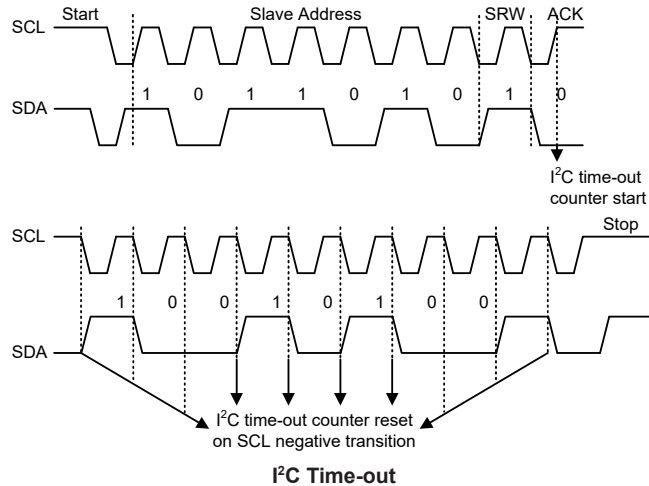 Start Slave Address SRW ACK
SCL
1 0 1 1 0 1 0 1 0
SDA
I²C time-out
counter start
Stop
SCL
1 0 0 1 0 1 0 0
SDA
I²C time-out counter reset
on SCL negative transition
I²C Time-out